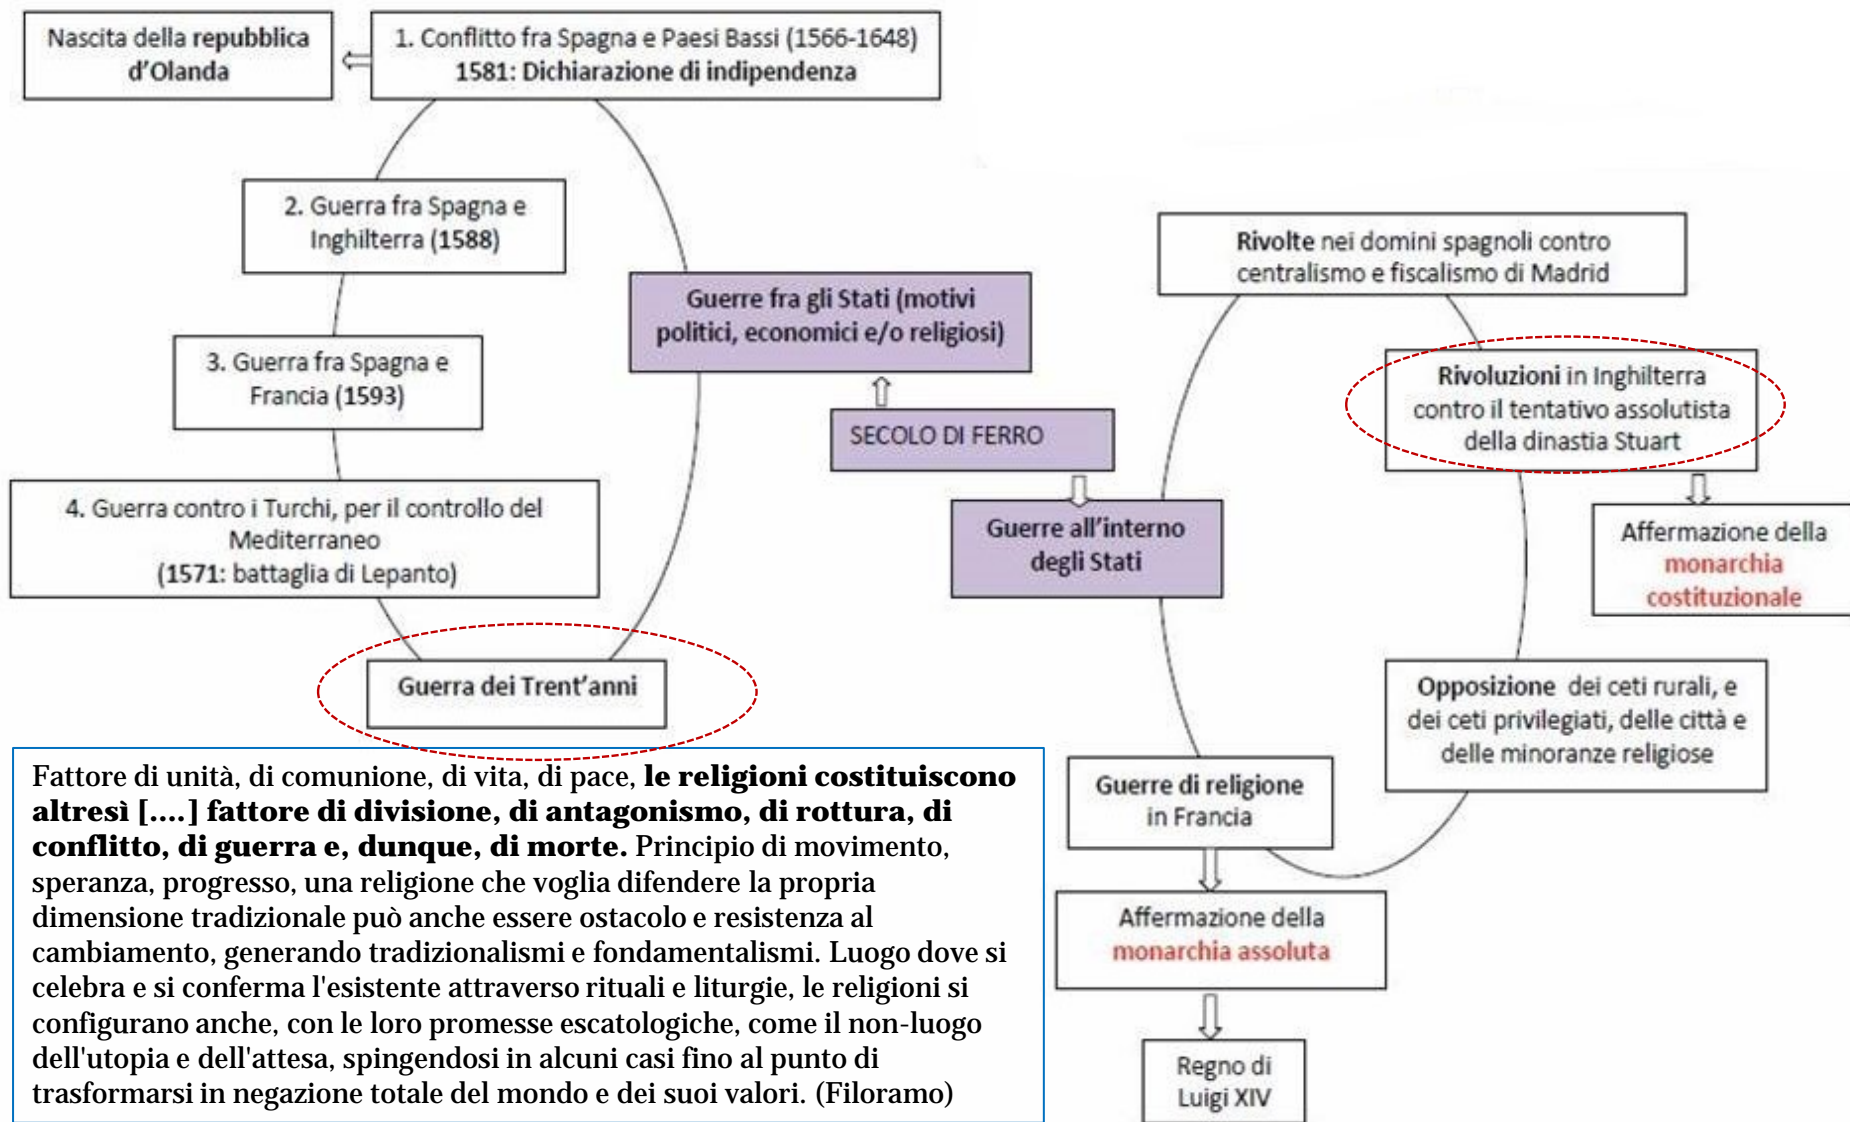 Nascita della repubblica
d'Olanda
1. Conflitto fra Spagna e Paesi Bassi (1566-1648)
1581: Dichiarazione di indipendenza
2. Guerra fra Spagna e
Inghilterra (1588)
3. Guerra fra Spagna e
Francia (1593)
4. Guerra contro i Turchi, per il controllo del
Mediterraneo
(1571: battaglia di Lepanto)
Guerra dei Trent'anni
Guerre fra gli Stati (motivi
politici, economici e/o religiosi)
SECOLO DI FERRO
Guerre all'interno
degli Stati
Rivolte nei domini spagnoli contro
centralismo e fiscalismo di Madrid
Rivoluzioni in Inghilterra
contro il tentativo assolutista
della dinastia Stuart
Affermazione della
monarchia
costituzionale
Opposizione dei ceti rurali, e
dei ceti privilegiati, delle città e
delle minoranze religiose
Guerre di religione
in Francia
Affermazione della
monarchia assoluta
Regno di
Luigi XIV
Fattore di unità, di comunione, di vita, di pace, le religioni costituiscono
altresì [....] fattore di divisione, di antagonismo, di rottura, di
conflitto, di guerra e, dunque, di morte. Principio di movimento,
speranza, progresso, una religione che voglia difendere la propria
dimensione tradizionale può anche essere ostacolo e resistenza al
cambiamento, generando tradizionalismi e fondamentalismi. Luogo dove si
celebra e si conferma l'esistente attraverso rituali e liturgie, le religioni si
configurano anche, con le loro promesse escatologiche, come il non-luogo
dell'utopia e dell'attesa, spingendosi in alcuni casi fino al punto di
trasformarsi in negazione totale del mondo e dei suoi valori. (Filoramo)